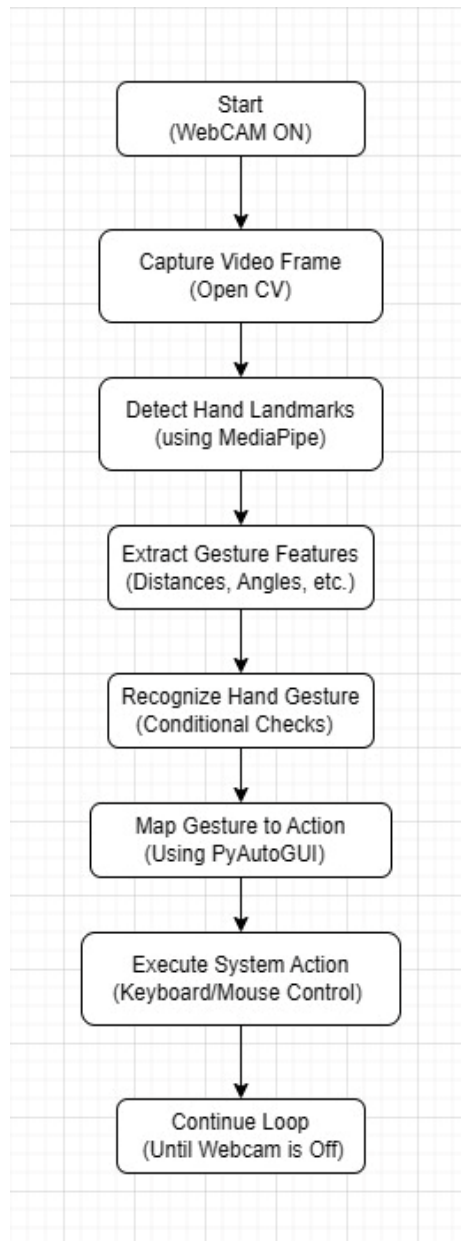 Start
(WebCAM ON)
Capture Video Frame
(Open CV)
Detect Hand Landmarks
(using MediaPipe)
Extract Gesture Features
(Distances, Angles, etc.)
Recognize Hand Gesture
(Conditional Checks)
Map Gesture to Action
(Using PyAutoGUI)
Execute System Action
(Keyboard/Mouse Control)
Continue Loop
(Until Webcam is Off)